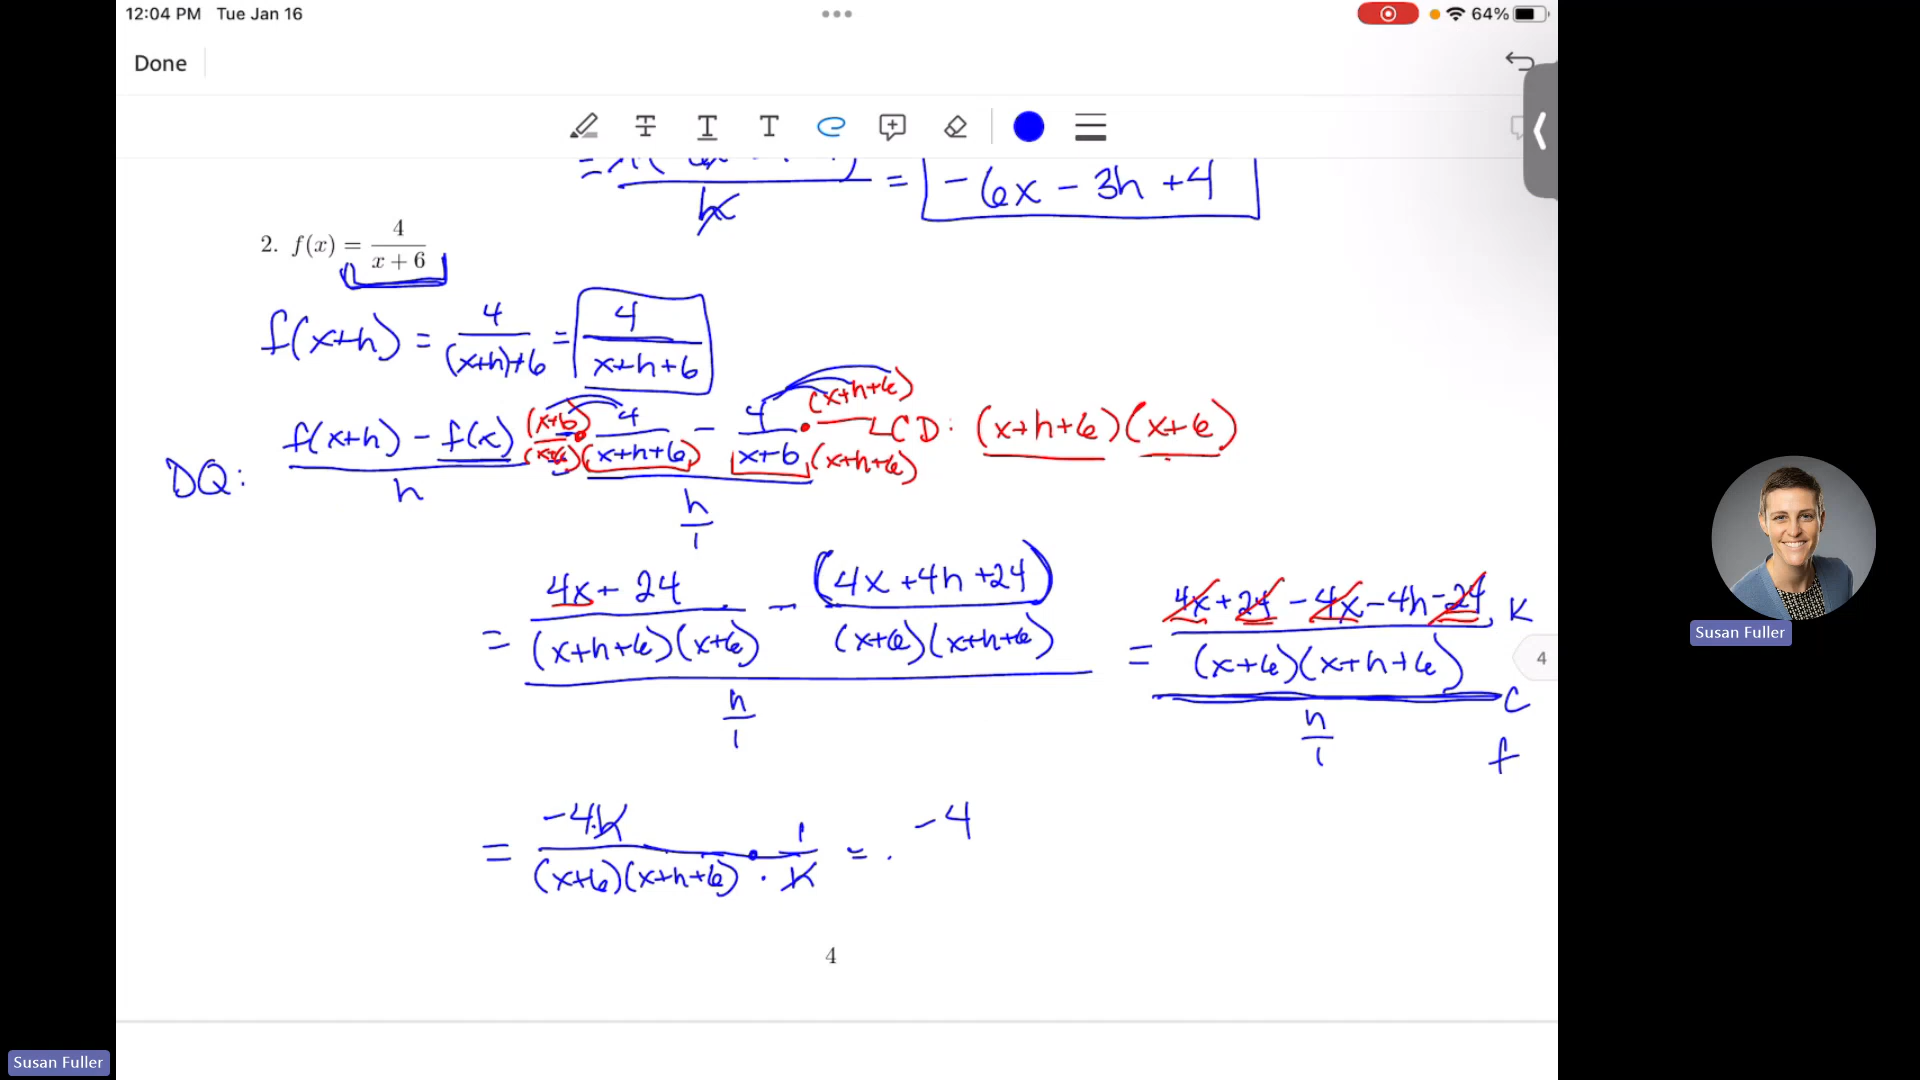 12:04 PM Tue Jan 16
64%
Done
h
= -6x - 3h + 4
2. f(x) = 4/(x + 6)
f(x+h) = 4/((x+h)+6) = 4/(x+h+6)
DQ: (f(x+h) - f(x))/h
(x+6)/(x+6) · 4/(x+h+6) - 4/(x+6) · (x+h+6)/(x+h+6)
h/1
LCD: (x+h+6)(x+6)
= (4x + 24)/((x+h+6)(x+6)) - (4x + 4h + 24)/((x+6)(x+h+6))
h/1
= (4x + 24 - 4x - 4h - 24)/((x+6)(x+h+6))
h/1
K
C
f
= -4·h/((x+6)(x+h+6)) · 1/h = -4
4
4
Susan Fuller
Susan Fuller